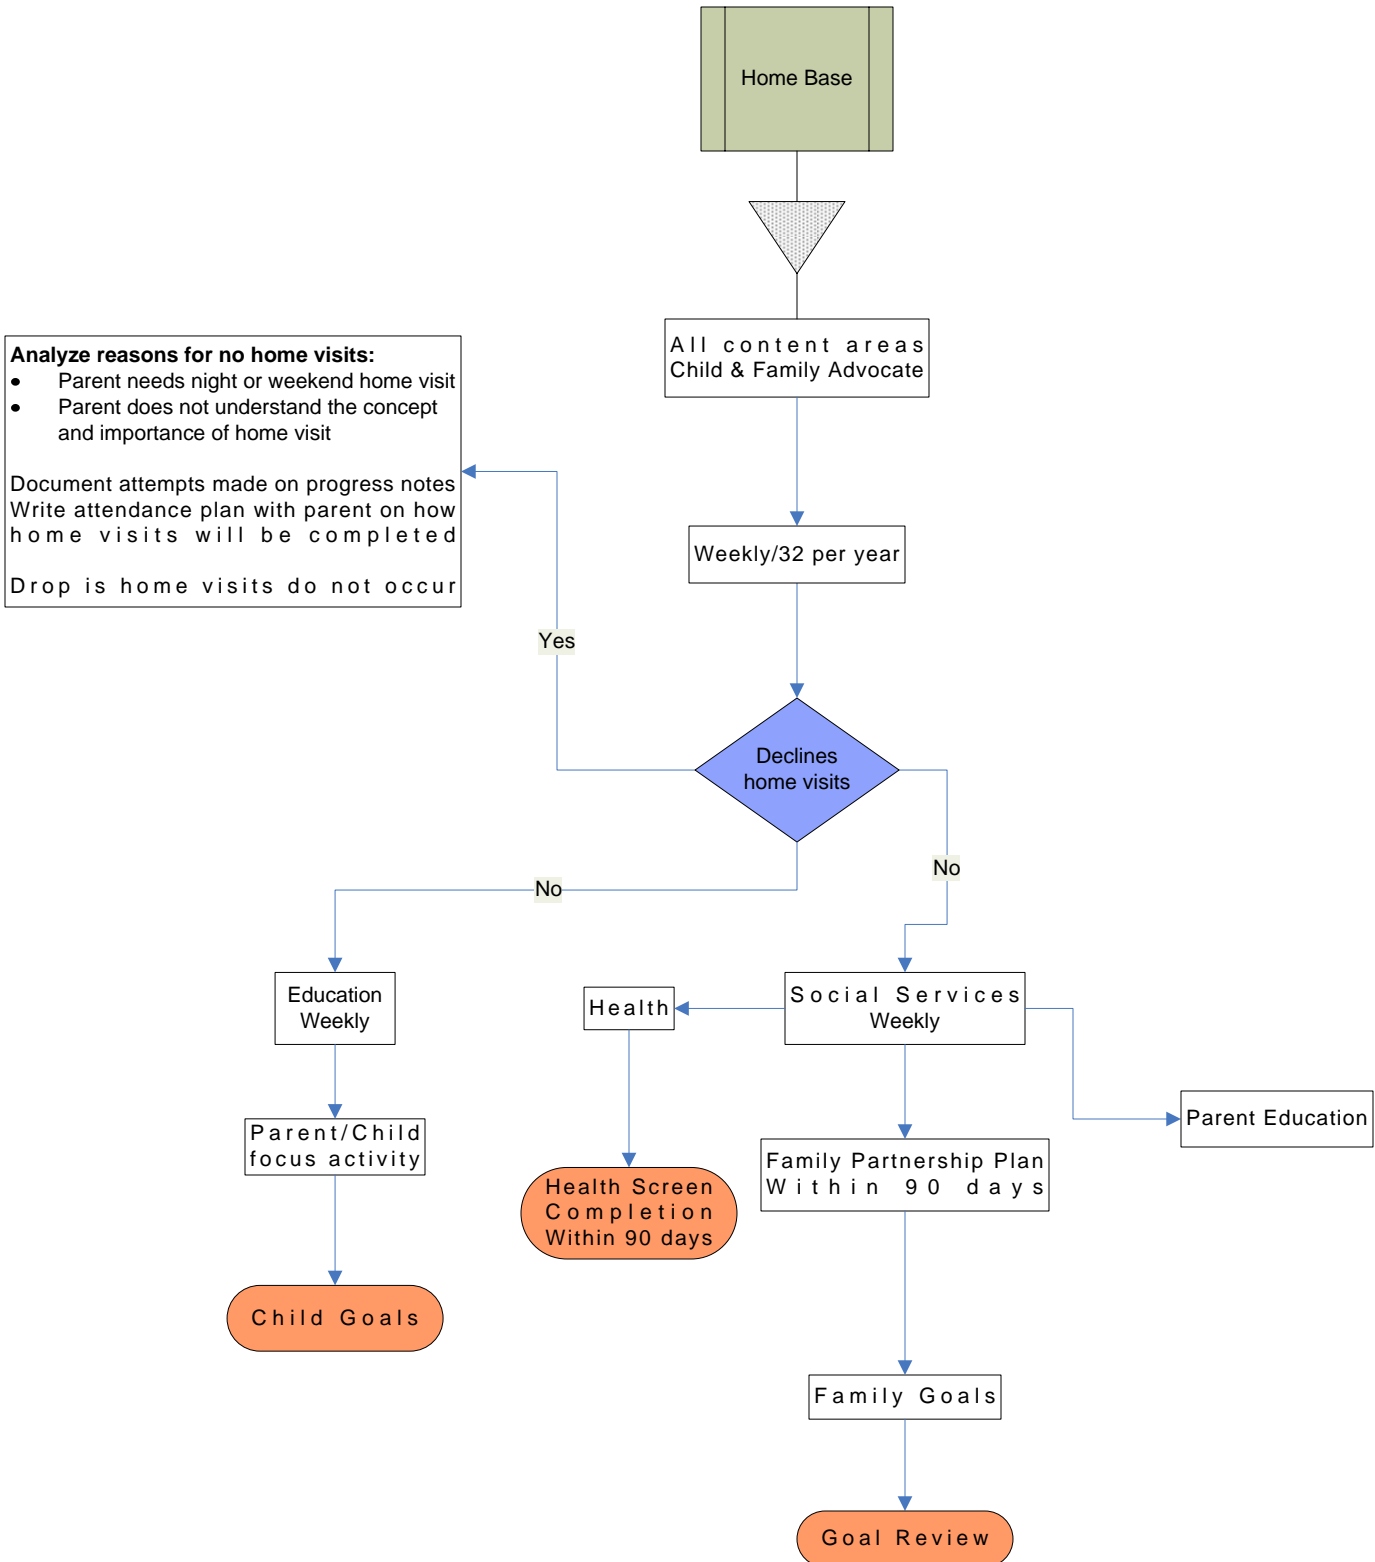 Home Base
All content areas
Child & Family Advocate
Analyze reasons for no home visits:
• Parent needs night or weekend home visit
• Parent does not understand the concept
and importance of home visit
Document attempts made on progress notes
Write attendance plan with parent on how
home visits will be completed
Drop is home visits do not occur
Weekly/32 per year
Yes
Declines
home visits
No
No
Education
Weekly
Health
Social Services
Weekly
Parent/Child
focus activity
Parent Education
Family Partnership Plan
Within 90 days
Health Screen
Completion
Within 90 days
Child Goals
Family Goals
Goal Review